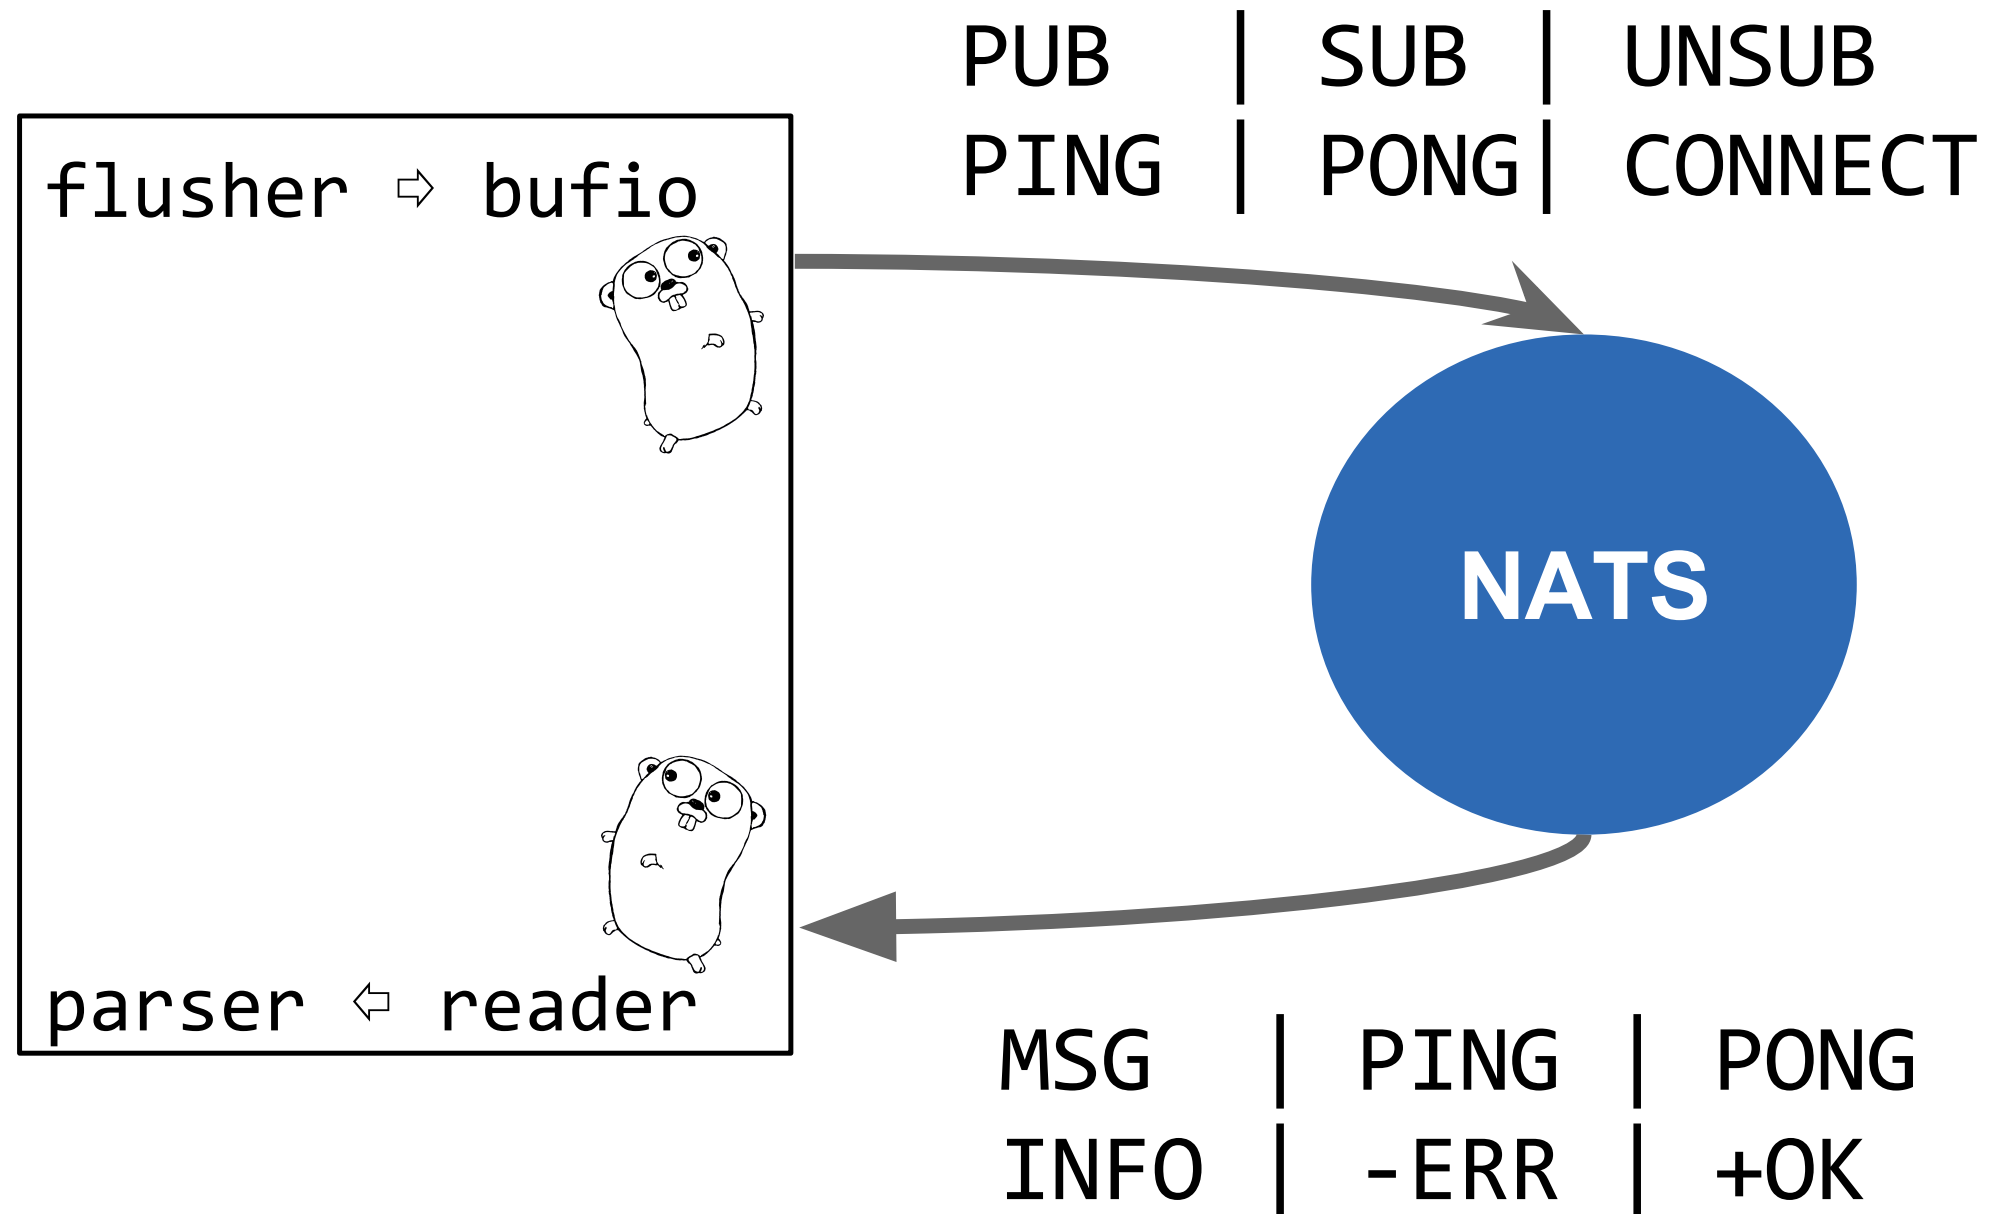 PUB | SUB | UNSUB
PING | PONG| CONNECT
flusher ⇨ bufio
NATS
parser ⇦ reader
MSG | PING | PONG
INFO | -ERR | +OK